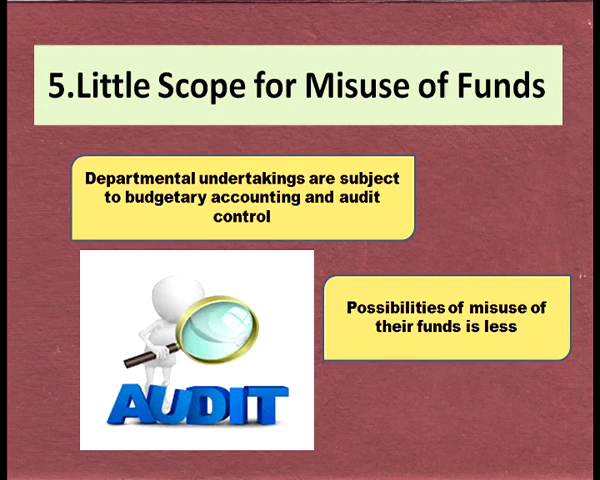 5.Little Scope for Misuse of Funds
Departmental undertakings are subject
to budgetary accounting and audit
control
Possibilities of misuse of
their funds is less
AUDIT